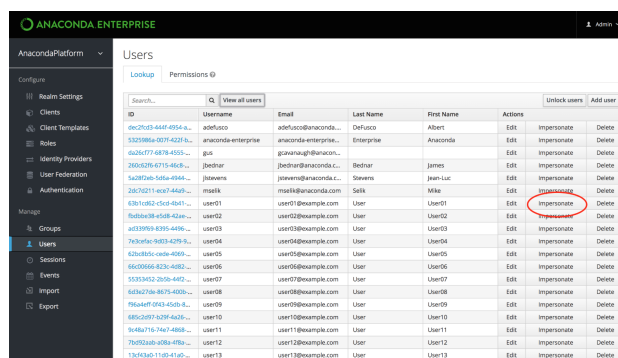 ANACONDA ENTERPRISE
Admin
AnacondaPlatform
Users
Lookup Permissions
Configure
Realm Settings
Clients
Client Templates
Roles
Identity Providers
User Federation
Authentication
Manage
Groups
Users
Sessions
Events
Import
Export
Search... View all users Unlock users Add user
ID Username Email Last Name First Name Actions
dec2fcd3-444f-4954-a... adefusco adefusco@anaconda.... DeFusco Albert Edit Impersonate Delete
5325986a-007f-422f-b... anaconda-enterprise anaconda-enterprise... Enterprise Anaconda Edit Impersonate Delete
da26cf77-6878-4555-... gus gcavanaugh@anacon... Edit Impersonate Delete
260c62f6-6715-46c8-... jbednar jbednar@anaconda.c... Bednar James Edit Impersonate Delete
5a28f2eb-5d6a-4944-... jlstevens jstevens@anaconda.c... Stevens Jean-Luc Edit Impersonate Delete
2dc7d211-ece7-44a9-... mselik mselik@anaconda.com Selik Mike Edit Impersonate Delete
63b1cd62-c5cd-4b41-... user01 user01@example.com User User01 Edit Impersonate Delete
fbdbbe38-e5d8-42ae-... user02 user02@example.com User User02 Edit Impersonate Delete
ad339f69-8395-4496-... user03 user03@example.com User User03 Edit Impersonate Delete
7e3cefac-9d03-42f9-9... user04 user04@example.com User User04 Edit Impersonate Delete
62bc8b5c-cede-4069-... user05 user05@example.com User User05 Edit Impersonate Delete
66c00666-823c-4d82-... user06 user06@example.com User User06 Edit Impersonate Delete
55353452-2b5b-44f2-... user07 user07@example.com User User07 Edit Impersonate Delete
6d3e27de-8675-400b-... user08 user08@example.com User User08 Edit Impersonate Delete
f96a4eff-0f43-45db-8... user09 user09@example.com User User09 Edit Impersonate Delete
685c2d97-b29f-4a26-... user10 user10@example.com User User10 Edit Impersonate Delete
9c48a716-74e7-4868-... user11 user11@example.com User User11 Edit Impersonate Delete
7bd92aab-a08a-4f8a-... user12 user12@example.com User User12 Edit Impersonate Delete
13cf43a0-11d0-41a0-... user13 user13@example.com User User13 Edit Impersonate Delete